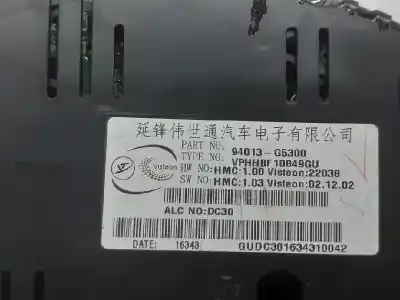 延锋伟世通汽车电子有限公司
PART NO: 94013-G5300
TYPE NO: VPHHBF10849GU
HW NO: HMC:1.00 Visteon:22038
SW NO: HMC:1.03 Visteon:02.12.02
Visteon
ALC NO:DC30
DATE: 16343 GUDC301634310042